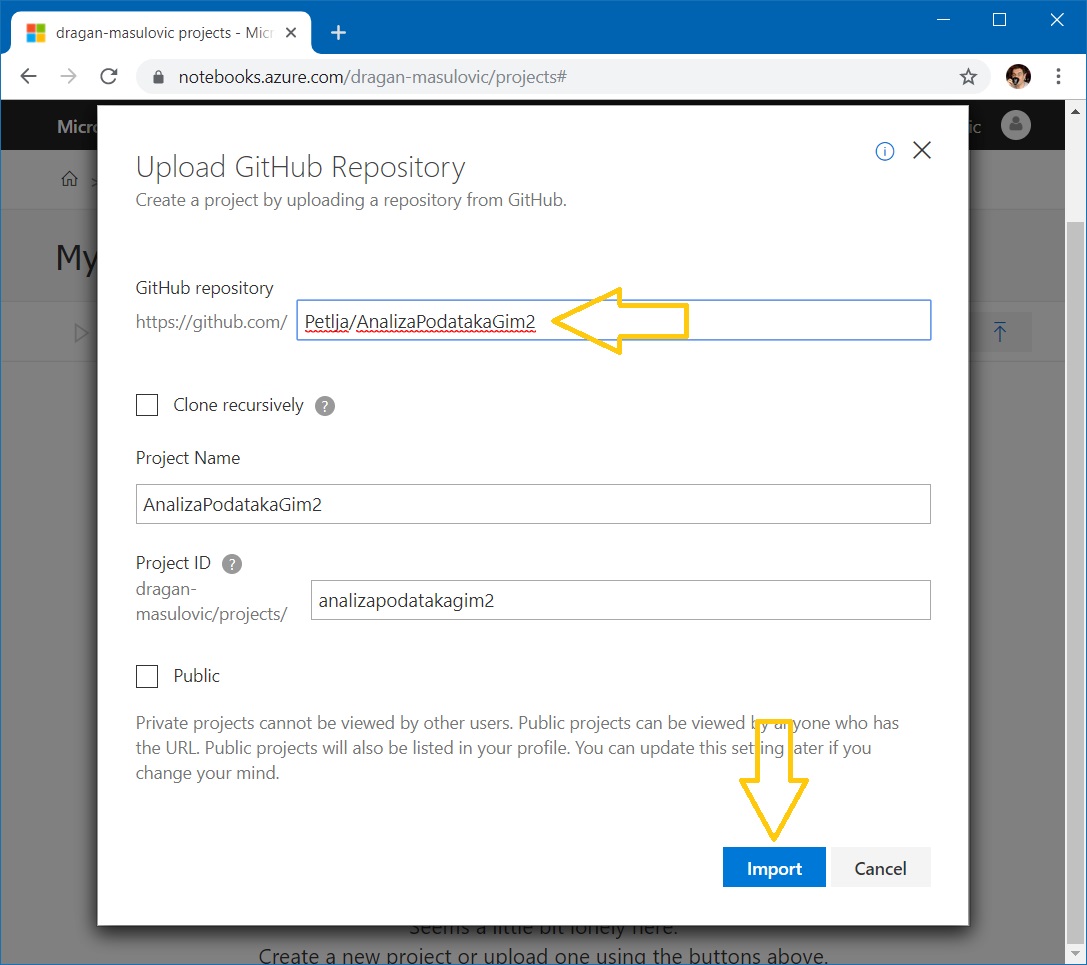 dragan-masulovic projects - Micr
notebooks.azure.com/dragan-masulovic/projects#
Micro
ic
Upload GitHub Repository
Create a project by uploading a repository from GitHub.
>
My
GitHub repository
https://github.com/ Petlja/AnalizaPodatakaGim2
Clone recursively ?
Project Name
AnalizaPodatakaGim2
Project ID ?
dragan-
masulovic/projects/ analizapodatakagim2
Public
Private projects cannot be viewed by other users. Public projects can be viewed by anyone who has
the URL. Public projects will also be listed in your profile. You can update this setting later if you
change your mind.
Import Cancel
Seems a little bit lonely here.
Create a new project or upload one using the buttons above.